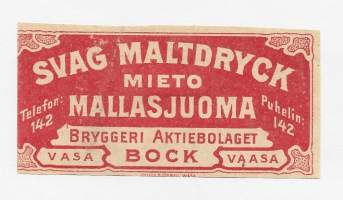 SVAG MALTDRYCK
MIETO
MALLASJUOMA
Telefon: 142
Puhelin: 142
BRYGGERI AKTIEBOLAGET
VASA BOCK VAASA